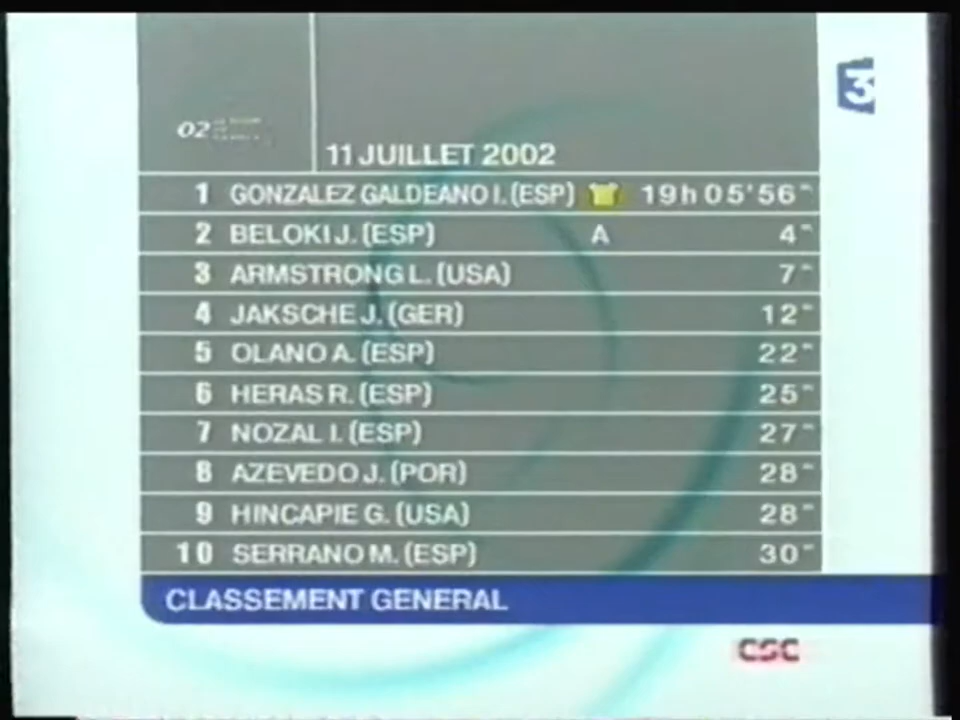 3
02
11 JUILLET 2002
1 GONZALEZ GALDEANO I. (ESP) 19h 05'56"
2 BELOKI J. (ESP) A 4"
3 ARMSTRONG L. (USA) 7"
4 JAKSCHE J. (GER) 12"
5 OLANO A. (ESP) 22"
6 HERAS R. (ESP) 25"
7 NOZAL I. (ESP) 27"
8 AZEVEDO J. (POR) 28"
9 HINCAPIE G. (USA) 28"
10 SERRANO M. (ESP) 30"
CLASSEMENT GENERAL
CSC